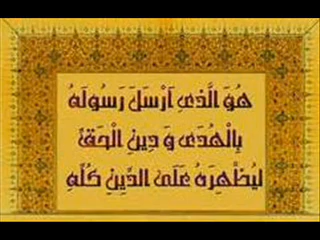 هُوَ الَّذِي أَرْسَلَ رَسُولَهُ
بِالْهُدَى وَ دِينِ الْحَقِّ
لِيُظْهِرَهُ عَلَى الدِّينِ كُلِّهِ